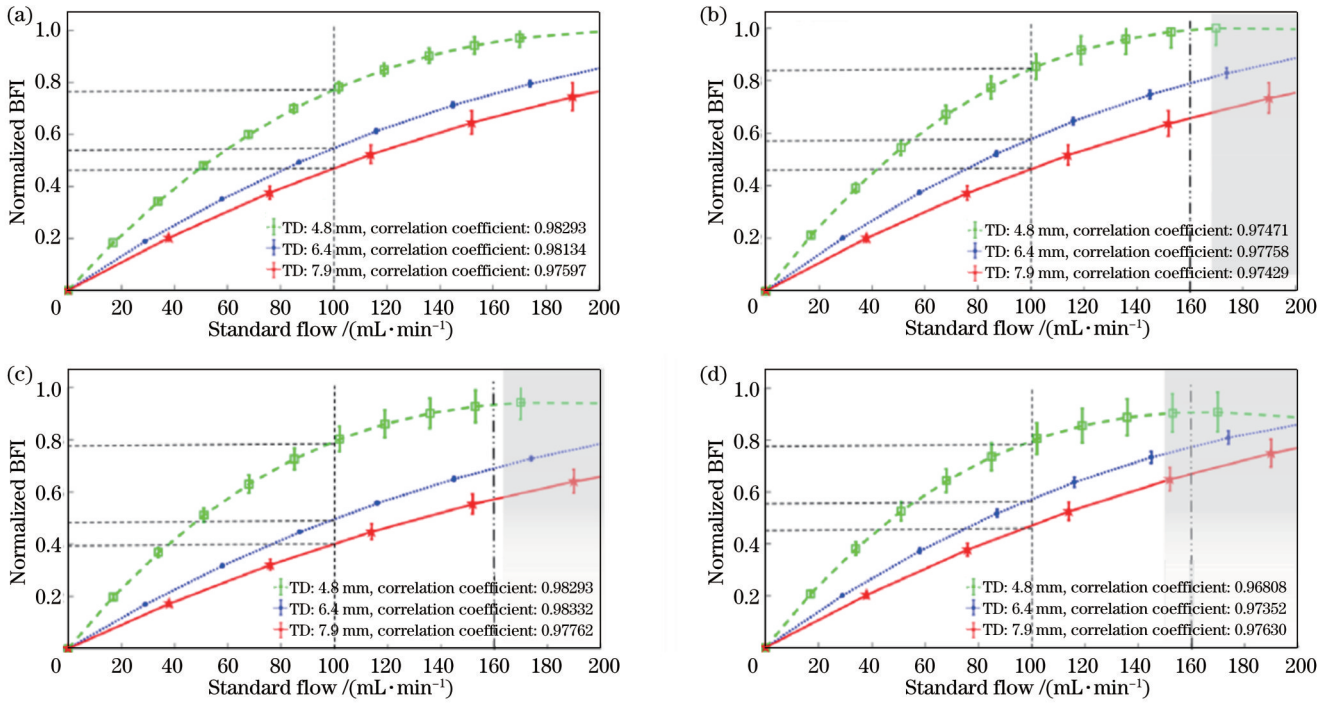 (a)
1.0
0.8
0.6
0.4
0.2
Normalized BFI
TD: 4.8 mm, correlation coefficient: 0.98293
TD: 6.4 mm, correlation coefficient: 0.98134
TD: 7.9 mm, correlation coefficient: 0.97597
0 20 40 60 80 100 120 140 160 180 200
Standard flow /(mL·min⁻¹)
(b)
1.0
0.8
0.6
0.4
0.2
Normalized BFI
TD: 4.8 mm, correlation coefficient: 0.97471
TD: 6.4 mm, correlation coefficient: 0.97758
TD: 7.9 mm, correlation coefficient: 0.97429
0 20 40 60 80 100 120 140 160 180 200
Standard flow /(mL·min⁻¹)
(c)
1.0
0.8
0.6
0.4
0.2
Normalized BFI
TD: 4.8 mm, correlation coefficient: 0.98293
TD: 6.4 mm, correlation coefficient: 0.98332
TD: 7.9 mm, correlation coefficient: 0.97762
0 20 40 60 80 100 120 140 160 180 200
Standard flow /(mL·min⁻¹)
(d)
1.0
0.8
0.6
0.4
0.2
Normalized BFI
TD: 4.8 mm, correlation coefficient: 0.96808
TD: 6.4 mm, correlation coefficient: 0.97352
TD: 7.9 mm, correlation coefficient: 0.97630
0 20 40 60 80 100 120 140 160 180 200
Standard flow /(mL·min⁻¹)